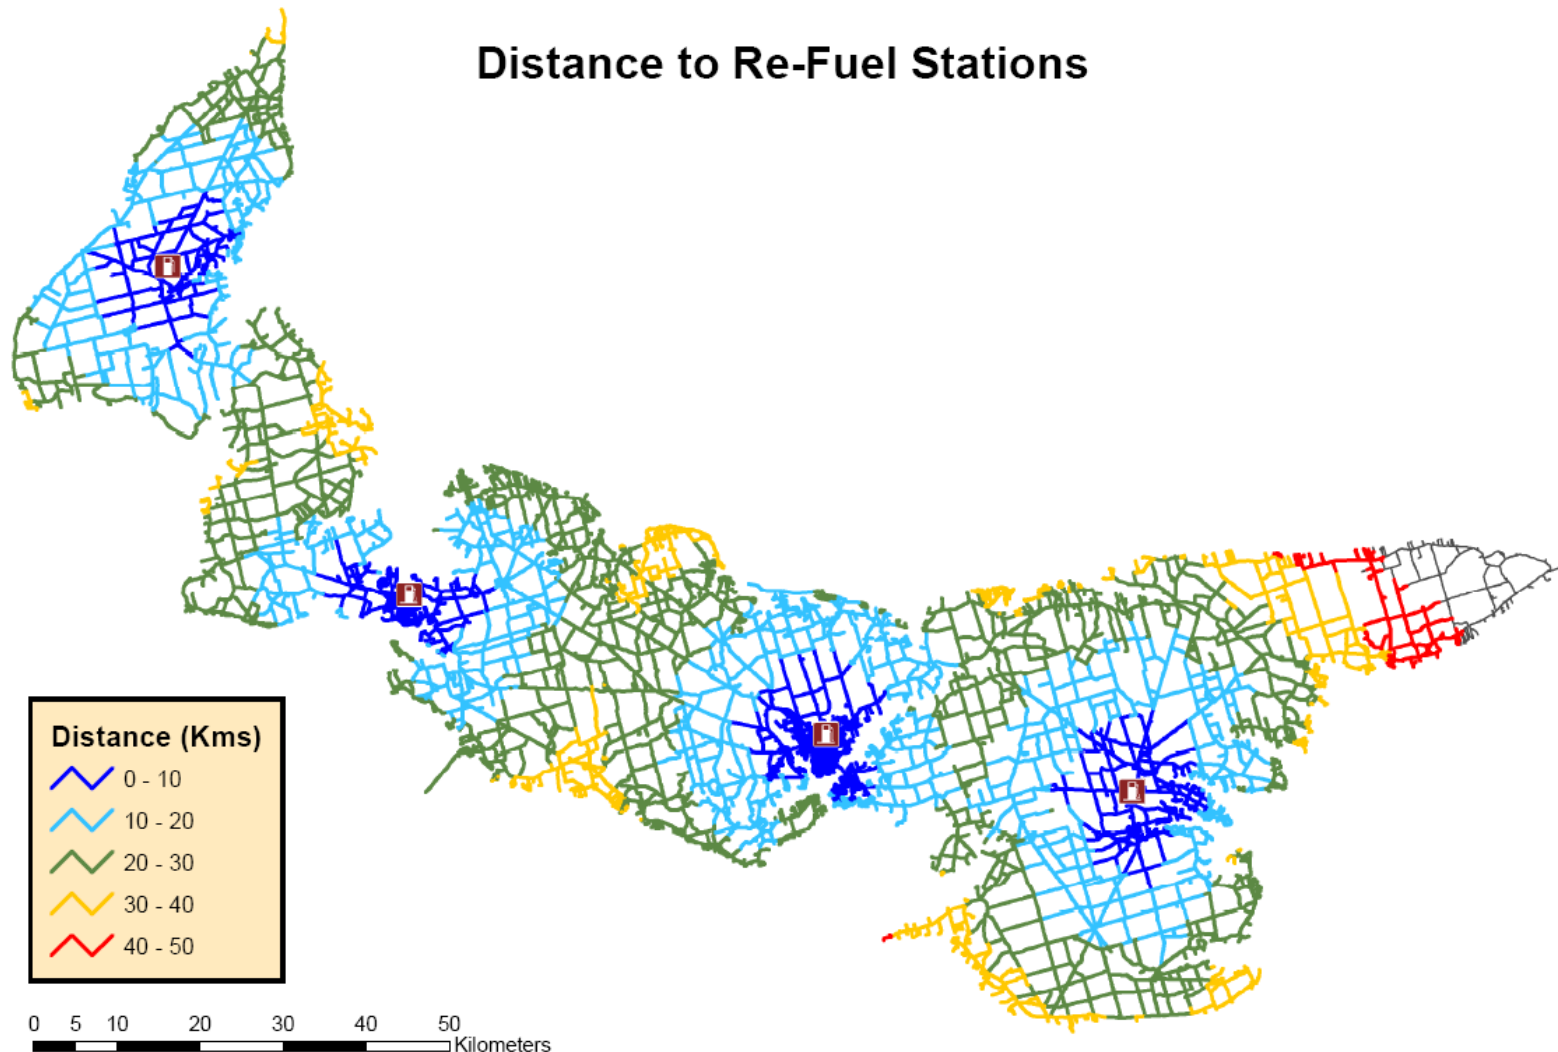 Distance to Re-Fuel Stations
Distance (Kms)
0 - 10
10 - 20
20 - 30
30 - 40
40 - 50
0 5 10 20 30 40 50
Kilometers